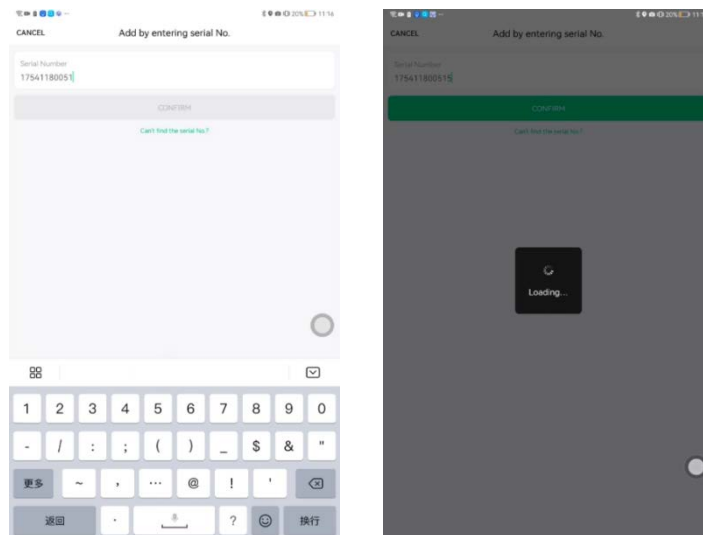 20% 11:16
CANCEL Add by entering serial No.
Serial Number
17541180051
CONFIRM
Can't find the serial No.?
1 2 3 4 5 6 7 8 9 0
- / : ; ( ) _ $ & "
更多 ~ , … @ ! '
返回 . ? 换行
20%
CANCEL Add by entering serial No.
Serial Number
175411800515
CONFIRM
Can't find the serial No.?
Loading...